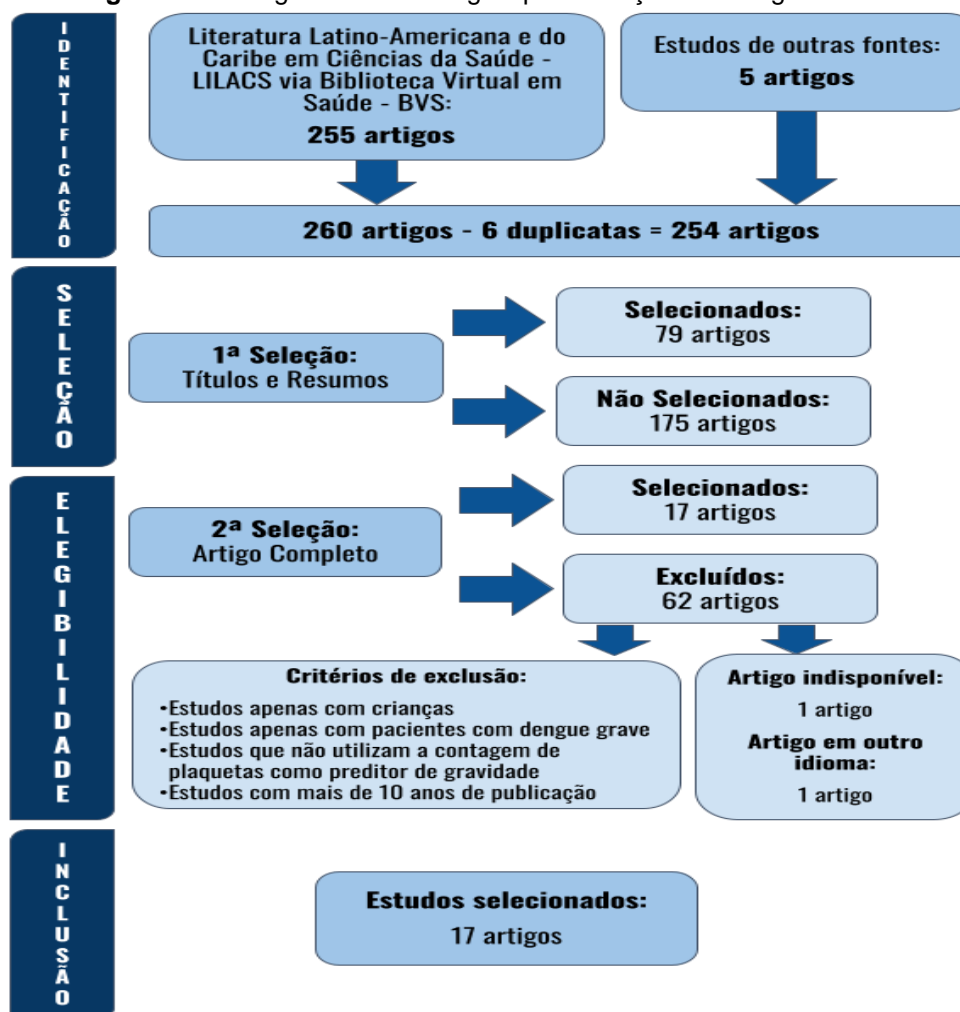 IDENTIFICAÇÃO
Literatura Latino-Americana e do
Caribe em Ciências da Saúde -
LILACS via Biblioteca Virtual em
Saúde - BVS:
255 artigos
Estudos de outras fontes:
5 artigos
260 artigos - 6 duplicatas = 254 artigos
SELEÇÃO
1ª Seleção:
Títulos e Resumos
Selecionados:
79 artigos
Não Selecionados:
175 artigos
ELEGIBILIDADE
2ª Seleção:
Artigo Completo
Selecionados:
17 artigos
Excluídos:
62 artigos
Critérios de exclusão:
•Estudos apenas com crianças
•Estudos apenas com pacientes com dengue grave
•Estudos que não utilizam a contagem de
plaquetas como preditor de gravidade
•Estudos com mais de 10 anos de publicação
Artigo indisponível:
1 artigo
Artigo em outro
idioma:
1 artigo
INCLUSÃO
Estudos selecionados:
17 artigos